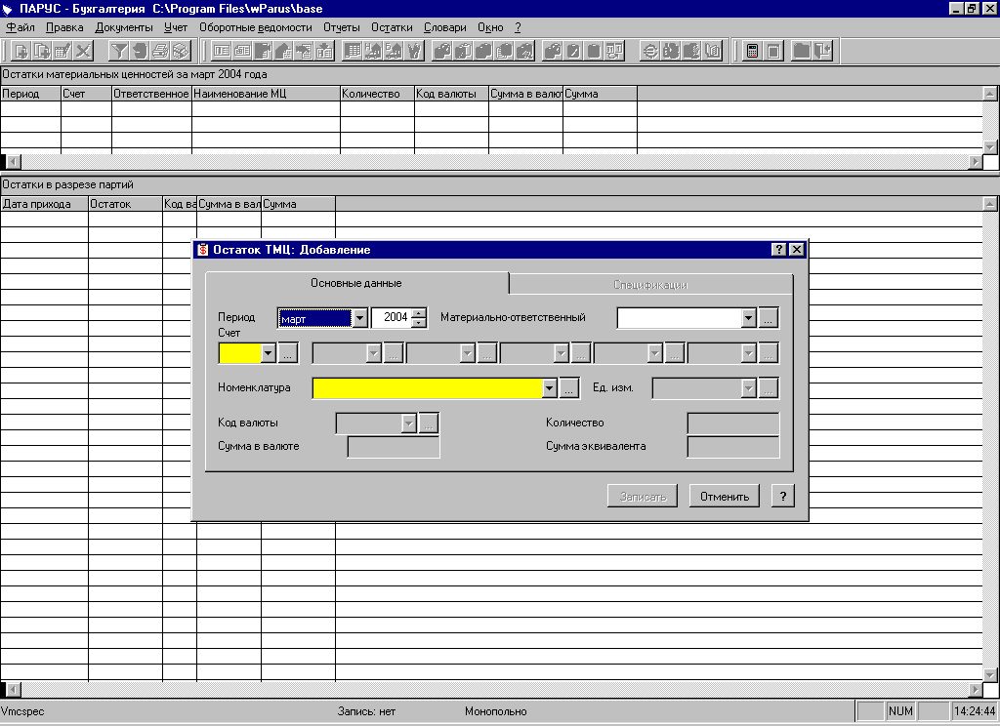 ПАРУС - Бухгалтерия C:\Program Files\wParus\base
Файл Правка Документы Учет Оборотные ведомости Отчеты Остатки Словари Окно ?
Остатки материальных ценностей за март 2004 года
Период Счет Ответственное Наименование МЦ Количество Код валюты Сумма в валют Сумма
Остатки в разрезе партий
Дата прихода Остаток Код ва Сумма в вал Сумма
Остаток ТМЦ: Добавление
Основные данные Спецификации
Период март 2004 Материально-ответственный ...
Счет
... ... ... ... ... ...
Номенклатура ... Ед. изм. ...
Код валюты ... Количество
Сумма в валюте Сумма эквивалента
Записать Отменить ?
Vmcspec Запись: нет Монопольно NUM 14:24:44